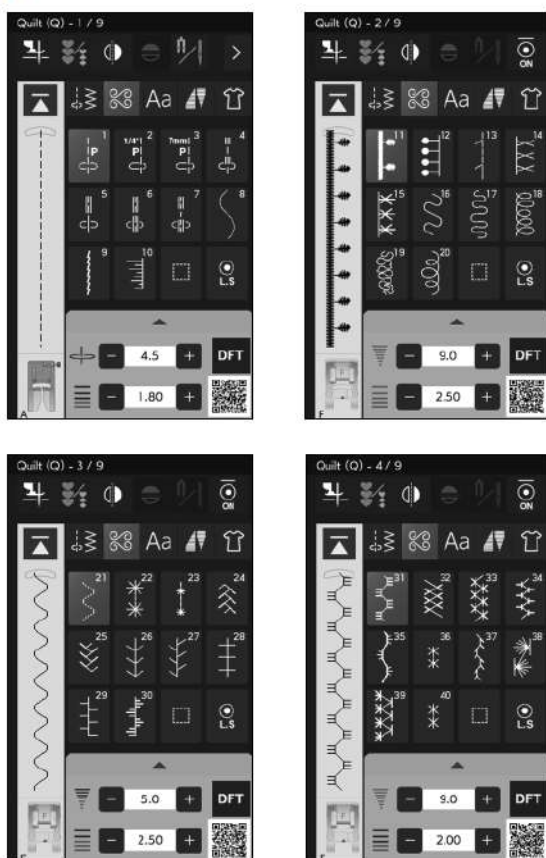 Quilt (Q) - 1 / 9
Aa
1
P
1/4"
2
P
7mm
3
P
4
5
6
7
8
9
10
L.S
4.5
DFT
1.80
A
Quilt (Q) - 2 / 9
ON
Aa
11
12
13
14
15
16
17
18
19
20
L.S
9.0
DFT
2.50
F
Quilt (Q) - 3 / 9
ON
Aa
21
22
23
24
25
26
27
28
29
30
L.S
5.0
DFT
2.50
Quilt (Q) - 4 / 9
ON
Aa
31
32
33
34
35
36
37
38
39
40
L.S
9.0
DFT
2.00